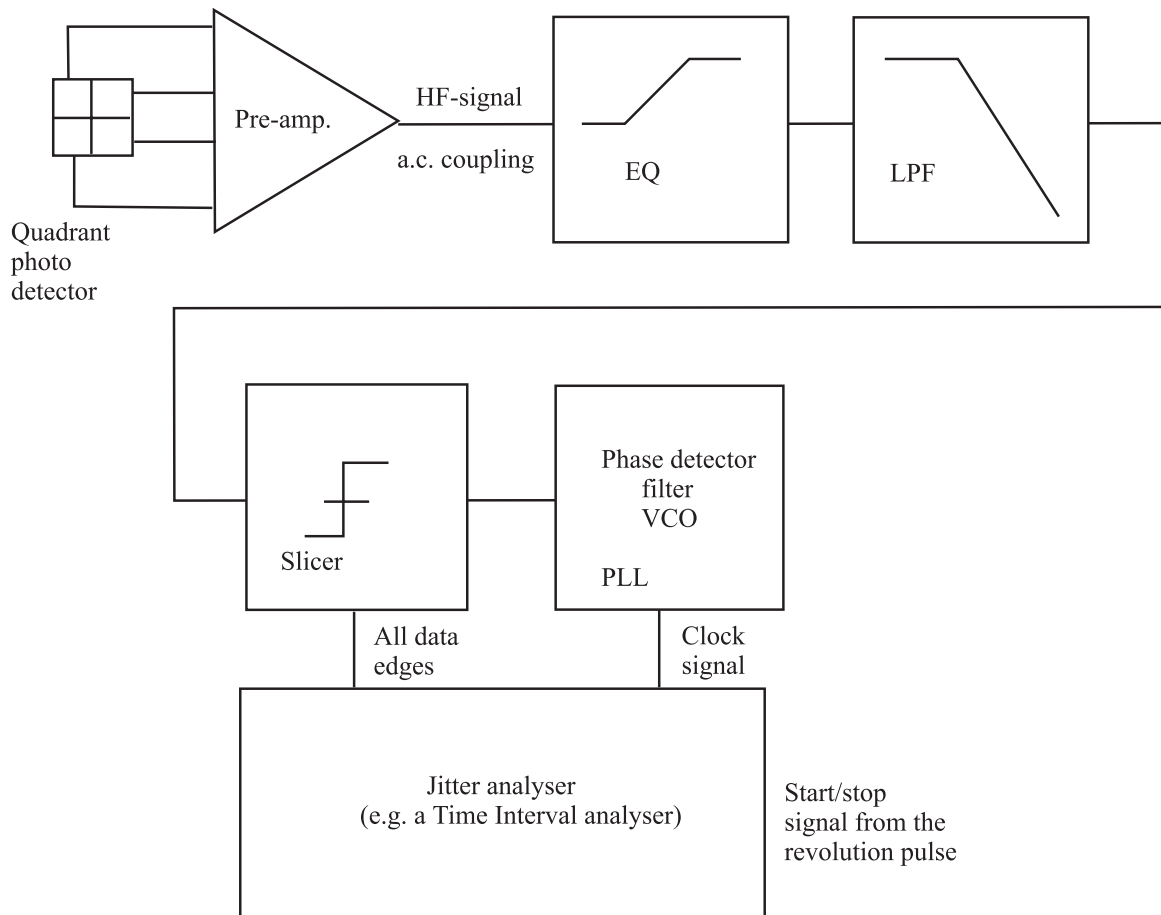 Pre-amp.
HF-signal
a.c. coupling
EQ
LPF
Quadrant
photo
detector
Slicer
Phase detector
filter
VCO
PLL
All data
edges
Clock
signal
Jitter analyser
(e.g. a Time Interval analyser)
Start/stop
signal from the
revolution pulse